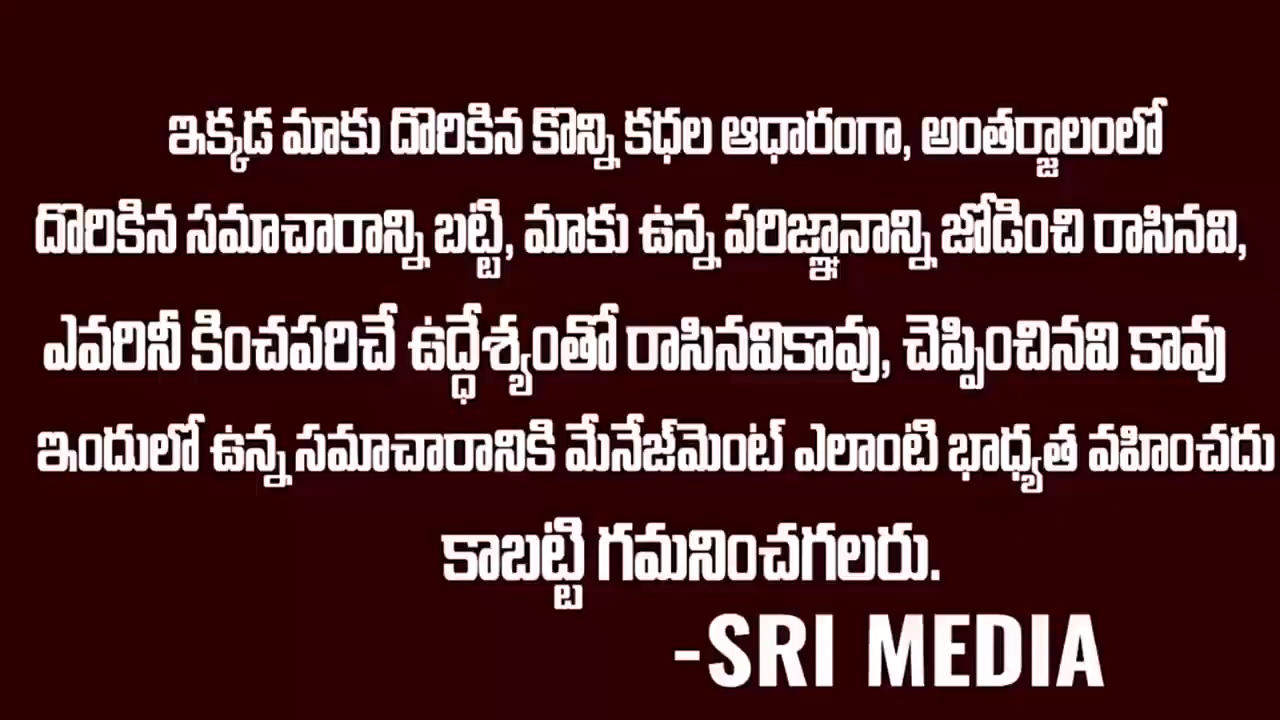 ఇక్కడ మాకు దొరికిన కొన్ని కధల ఆధారంగా, అంతర్జాలంలో
దొరికిన సమాచారాన్ని బట్టి, మాకు ఉన్న పరిజ్ఞానాన్ని జోడించి రాసినవి,
ఎవరినీ కించపరిచే ఉద్ధేశ్యంతో రాసినవికావు, చెప్పించినవి కావు
ఇందులో ఉన్న సమాచారానికి మేనేజ్‌మెంట్ ఎలాంటి భాధ్యత వహించదు
కాబట్టి గమనించగలరు.
-SRI MEDIA